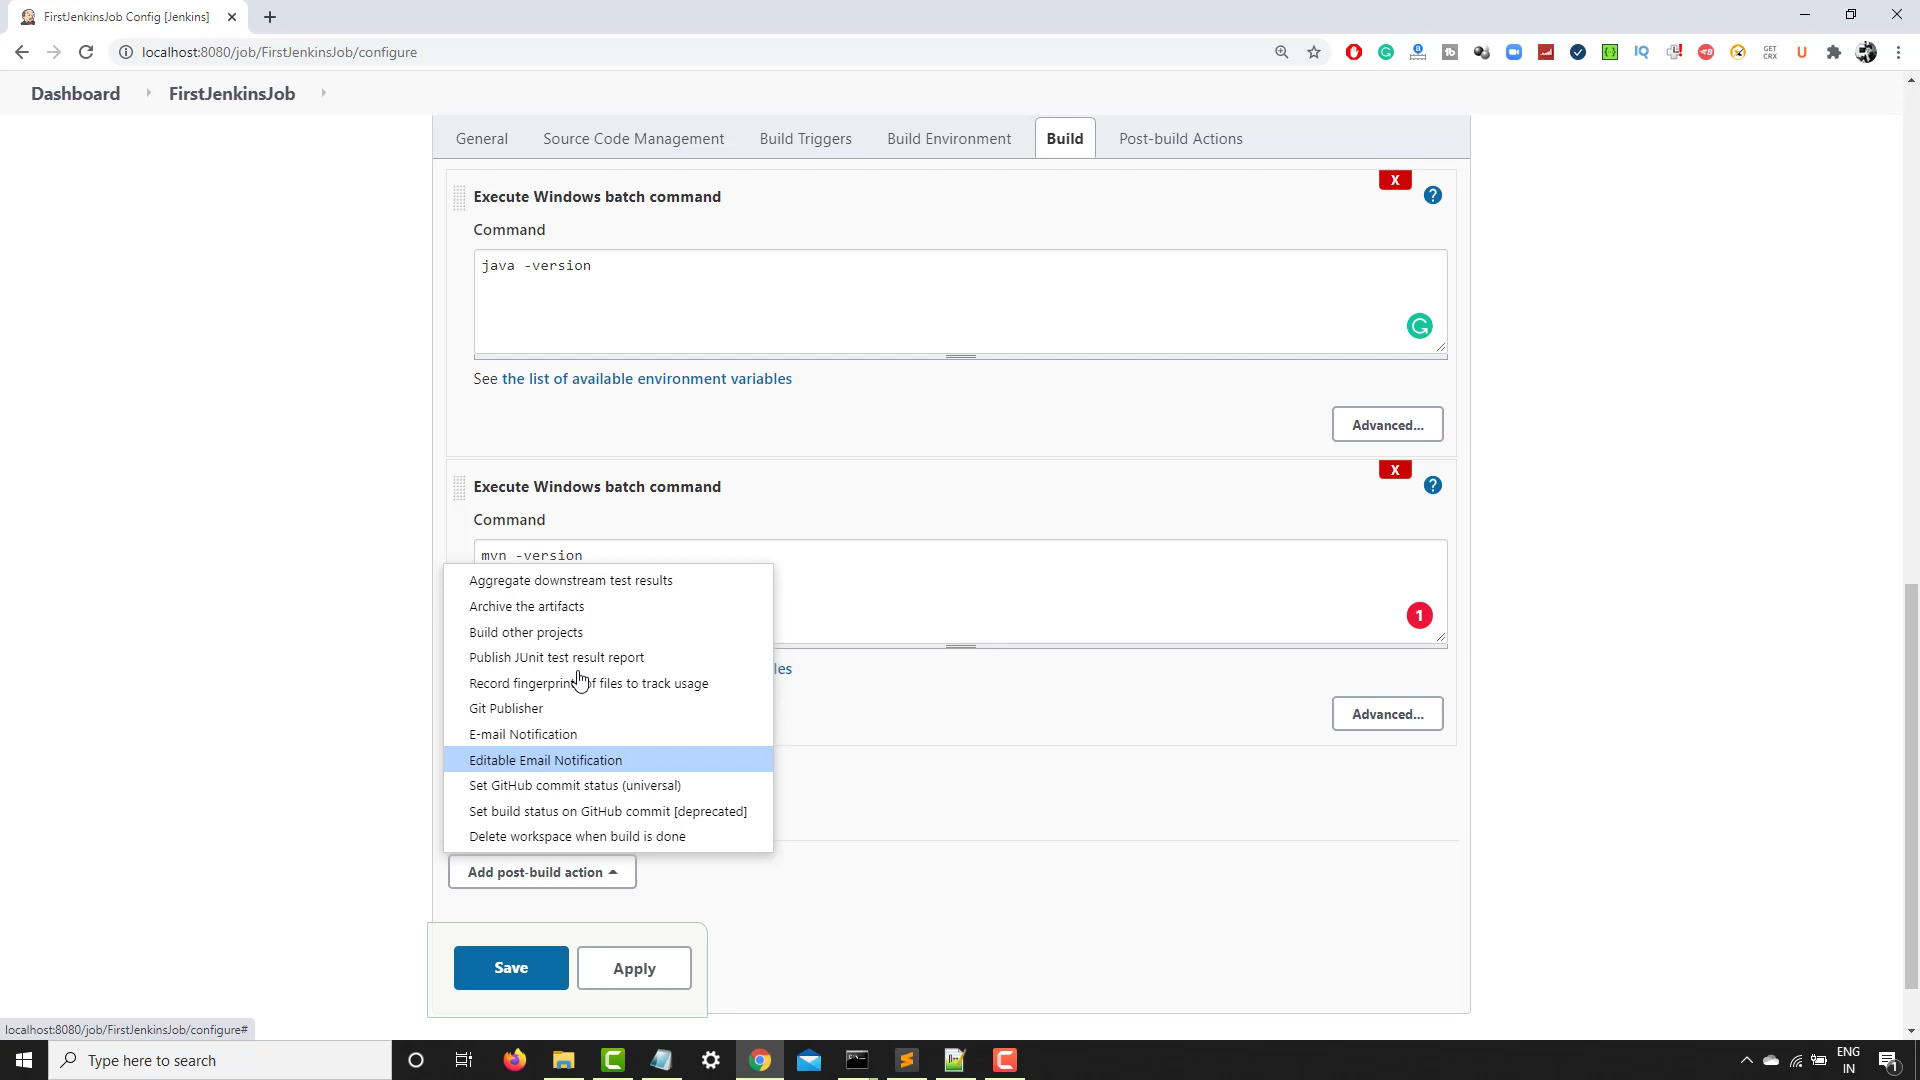 FirstJenkinsJob Config [Jenkins]
localhost:8080/job/FirstJenkinsJob/configure
GET
CRX
Dashboard
FirstJenkinsJob
General
Source Code Management
Build Triggers
Build Environment
Build
Post-build Actions
X
Execute Windows batch command
?
Command
java -version
See the list of available environment variables
Advanced...
X
Execute Windows batch command
?
Command
mvn -version
1
les
Advanced...
Aggregate downstream test results
Archive the artifacts
Build other projects
Publish JUnit test result report
Record fingerprint of files to track usage
Git Publisher
E-mail Notification
Editable Email Notification
Set GitHub commit status (universal)
Set build status on GitHub commit [deprecated]
Delete workspace when build is done
Add post-build action
Save
Apply
localhost:8080/job/FirstJenkinsJob/configure#
Type here to search
ENG
IN
1